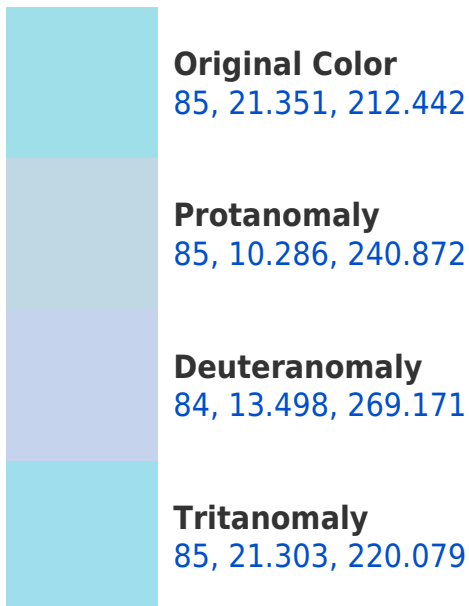 Original Color
85, 21.351, 212.442
Protanomaly
85, 10.286, 240.872
Deuteranomaly
84, 13.498, 269.171
Tritanomaly
85, 21.303, 220.079